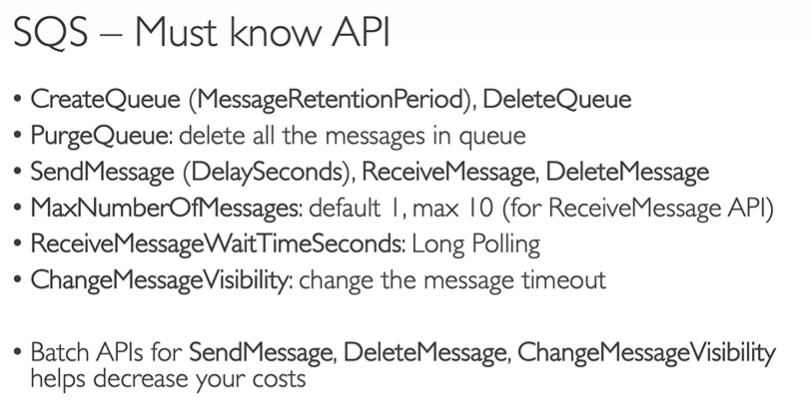 SQS – Must know API
• CreateQueue (MessageRetentionPeriod), DeleteQueue
• PurgeQueue: delete all the messages in queue
• SendMessage (DelaySeconds), ReceiveMessage, DeleteMessage
• MaxNumberOfMessages: default 1, max 10 (for ReceiveMessage API)
• ReceiveMessageWaitTimeSeconds: Long Polling
• ChangeMessageVisibility: change the message timeout
• Batch APIs for SendMessage, DeleteMessage, ChangeMessageVisibility
helps decrease your costs